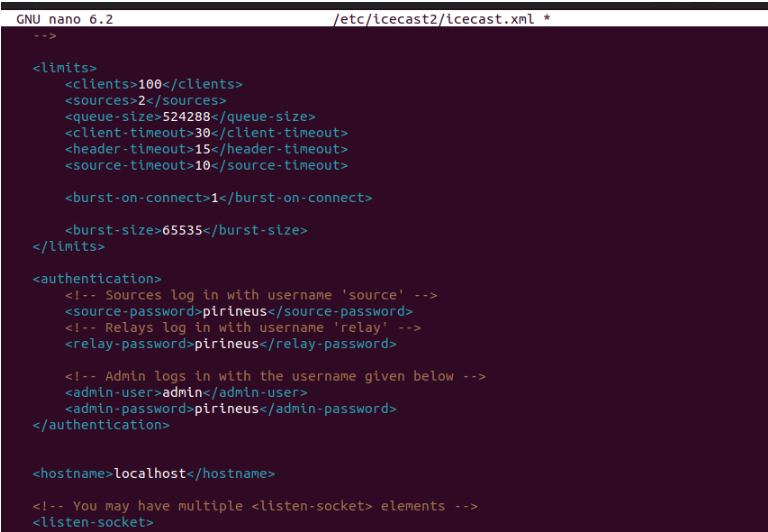 GNU nano 6.2 /etc/icecast2/icecast.xml *
-->
<limits>
<clients>100</clients>
<sources>2</sources>
<queue-size>524288</queue-size>
<client-timeout>30</client-timeout>
<header-timeout>15</header-timeout>
<source-timeout>10</source-timeout>
<burst-on-connect>1</burst-on-connect>
<burst-size>65535</burst-size>
</limits>
<authentication>
<!-- Sources log in with username 'source' -->
<source-password>pirineus</source-password>
<!-- Relays log in with username 'relay' -->
<relay-password>pirineus</relay-password>
<!-- Admin logs in with the username given below -->
<admin-user>admin</admin-user>
<admin-password>pirineus</admin-password>
</authentication>
<hostname>localhost</hostname>
<!-- You may have multiple <listen-socket> elements -->
<listen-socket>